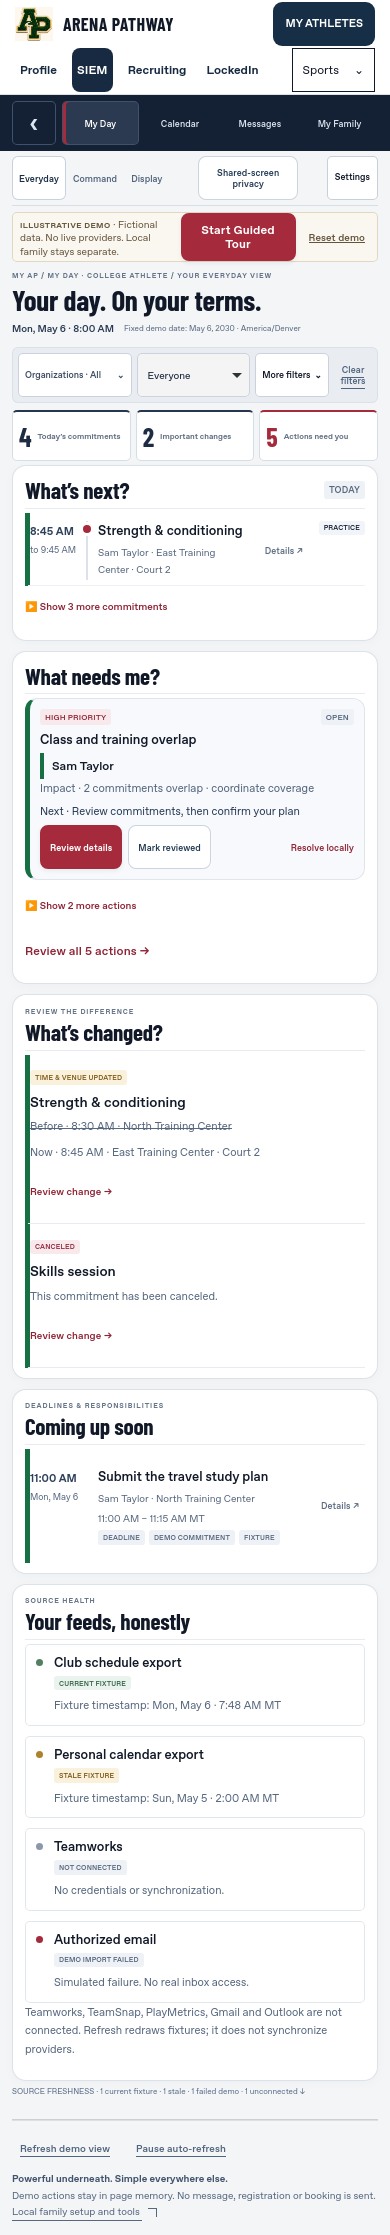 AP ARENA PATHWAY
MY ATHLETES
Profile SIEM Recruiting LockedIn Sports
My Day Calendar Messages My Family
Everyday Command Display Shared-screen privacy Settings
ILLUSTRATIVE DEMO · Fictional
data. No live providers. Local
family stays separate.
Start Guided
Tour
Reset demo
MY AP / MY DAY · COLLEGE ATHLETE / YOUR EVERYDAY VIEW
Your day. On your terms.
Mon, May 6 · 8:00 AM Fixed demo date: May 6, 2030 · America/Denver
Organizations · All Everyone More filters Clear filters
4 Today's commitments 2 Important changes 5 Actions need you
What's next? TODAY
8:45 AM Strength & conditioning PRACTICE
to 9:45 AM Sam Taylor · East Training Details ↗
Center · Court 2
Show 3 more commitments
What needs me?
HIGH PRIORITY OPEN
Class and training overlap
Sam Taylor
Impact · 2 commitments overlap · coordinate coverage
Next · Review commitments, then confirm your plan
Review details Mark reviewed Resolve locally
Show 2 more actions
Review all 5 actions →
REVIEW THE DIFFERENCE
What's changed?
TIME & VENUE UPDATED
Strength & conditioning
Before · 8:30 AM · North Training Center
Now · 8:45 AM · East Training Center · Court 2
Review change →
CANCELED
Skills session
This commitment has been canceled.
Review change →
DEADLINES & RESPONSIBILITIES
Coming up soon
11:00 AM Submit the travel study plan
Mon, May 6 Sam Taylor · North Training Center Details ↗
11:00 AM – 11:15 AM MT
DEADLINE DEMO COMMITMENT FIXTURE
SOURCE HEALTH
Your feeds, honestly
Club schedule export
CURRENT FIXTURE
Fixture timestamp: Mon, May 6 · 7:48 AM MT
Personal calendar export
STALE FIXTURE
Fixture timestamp: Sun, May 5 · 2:00 AM MT
Teamworks
NOT CONNECTED
No credentials or synchronization.
Authorized email
DEMO IMPORT FAILED
Simulated failure. No real inbox access.
Teamworks, TeamSnap, PlayMetrics, Gmail and Outlook are not
connected. Refresh redraws fixtures; it does not synchronize
providers.
SOURCE FRESHNESS · 1 current fixture · 1 stale · 1 failed demo · 1 unconnected ↓
Refresh demo view Pause auto-refresh
Powerful underneath. Simple everywhere else.
Demo actions stay in page memory. No message, registration or booking is sent.
Local family setup and tools